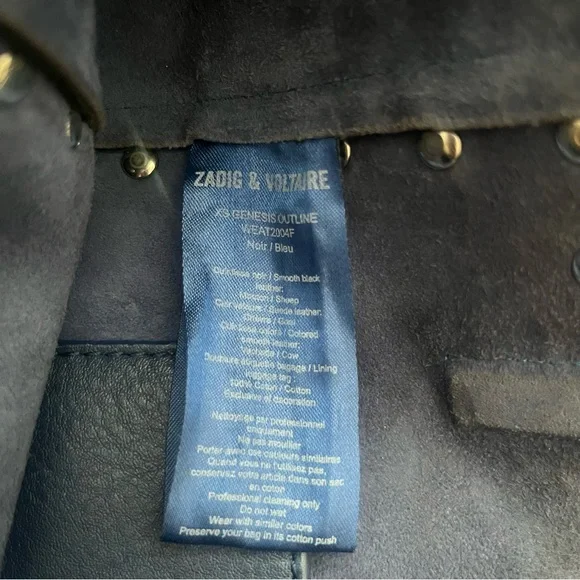 ZADIG & VOLTAIRE
XS GENESIS OUTLINE
WEAT2004F
Noir / Bleu
Cuir lisse noir / Smooth black
leather:
Mouton / Sheep
Cuir velours / Suede leather:
Chèvre / Goat
Cuir lisse colors / Colored
smooth leather:
Vachette / Cow
Doublure étiquette bagage / Lining
luggage tag:
100% Coton / Cotton
Exclusive of decoration
Nettoyage par professionnel
uniquement
Ne pas mouiller
Porter avec des couleurs similaires
Quand vous ne l'utilisez pas,
conservez votre article dans son sac
en coton
Professional cleaning only
Do not wet
Wear with similar colors
Preserve your bag in its cotton push